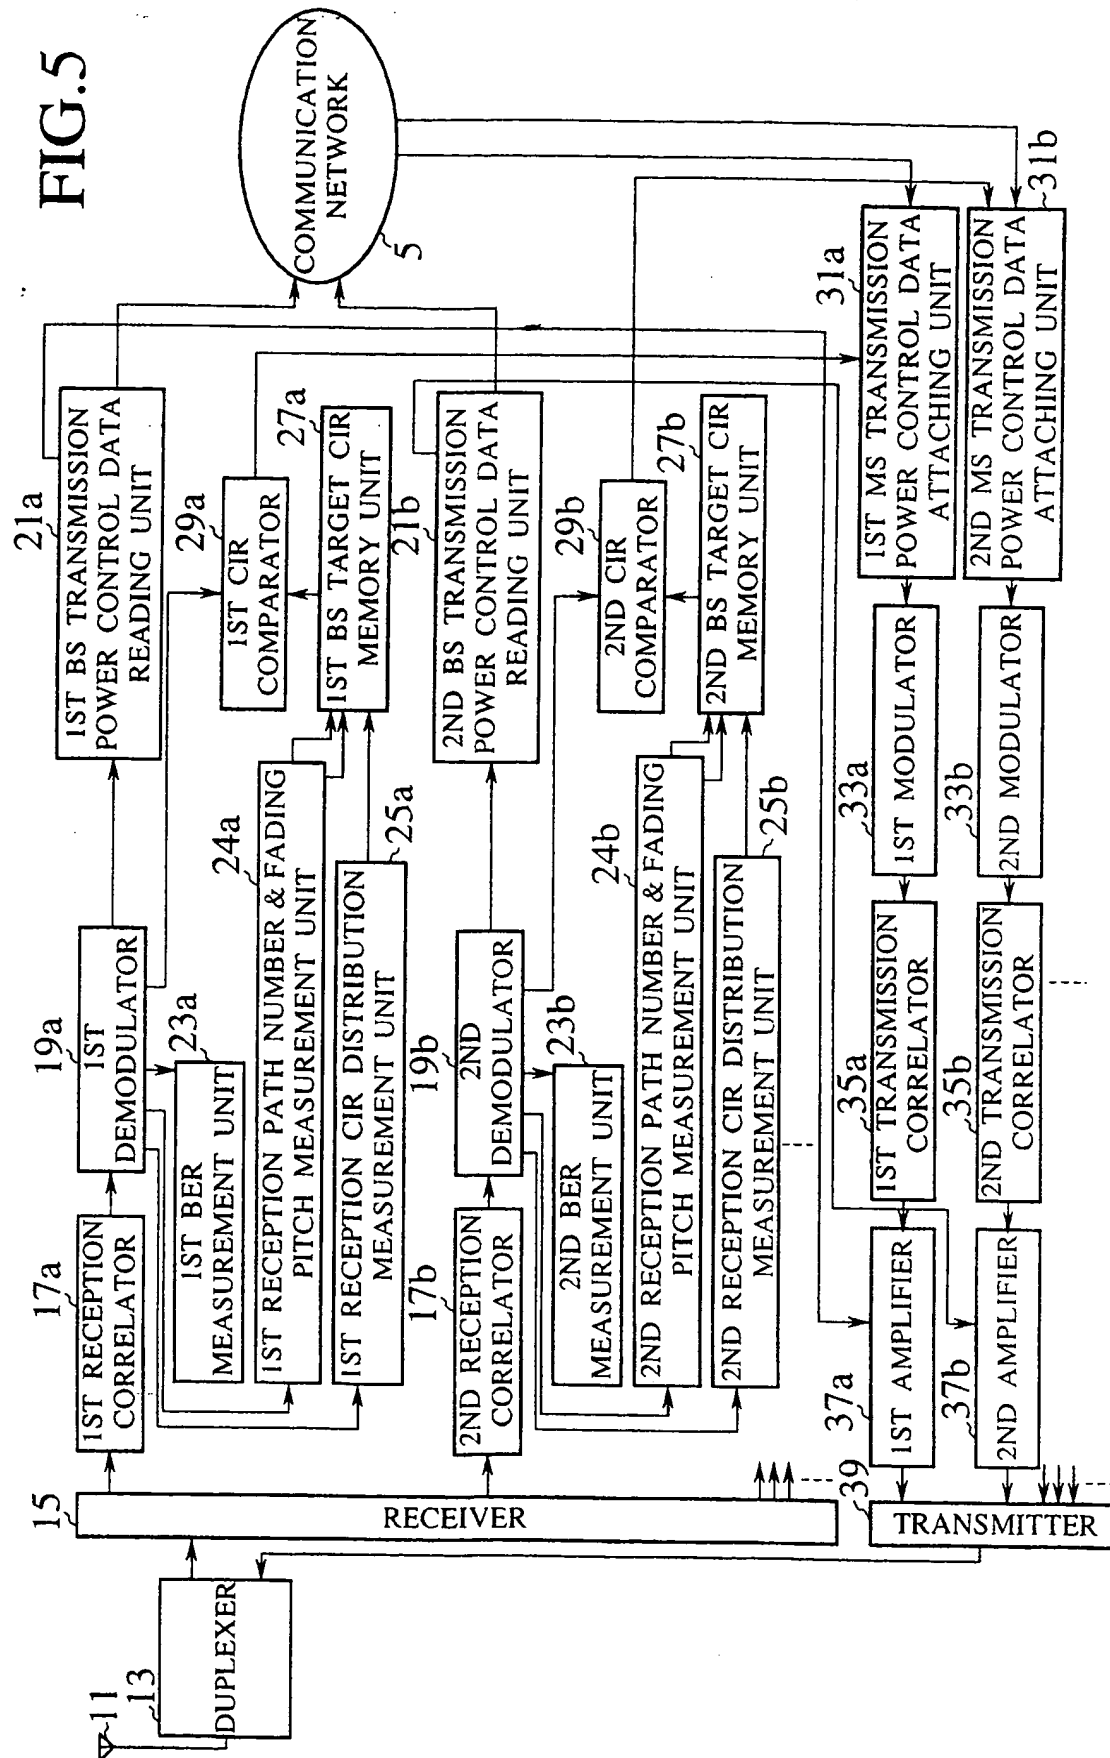 FIG.5
11
13
DUPLEXER
15
RECEIVER
17a
1ST RECEPTION
CORRELATOR
19a
1ST
DEMODULATOR
21a
1ST BS TRANSMISSION
POWER CONTROL DATA
READING UNIT
COMMUNICATION
NETWORK
5
23a
1ST BER
MEASUREMENT UNIT
29a
1ST CIR
COMPARATOR
24a
1ST RECEPTION PATH NUMBER & FADING
PITCH MEASUREMENT UNIT
27a
1ST BS TARGET CIR
MEMORY UNIT
25a
1ST RECEPTION CIR DISTRIBUTION
MEASUREMENT UNIT
17b
2ND RECEPTION
CORRELATOR
19b
2ND
DEMODULATOR
21b
2ND BS TRANSMISSION
POWER CONTROL DATA
READING UNIT
23b
2ND BER
MEASUREMENT UNIT
29b
2ND CIR
COMPARATOR
24b
2ND RECEPTION PATH NUMBER & FADING
PITCH MEASUREMENT UNIT
27b
2ND BS TARGET CIR
MEMORY UNIT
25b
2ND RECEPTION CIR DISTRIBUTION
MEASUREMENT UNIT
39
TRANSMITTER
37a
1ST AMPLIFIER
35a
1ST TRANSMISSION
CORRELATOR
33a
1ST MODULATOR
31a
1ST MS TRANSMISSION
POWER CONTROL DATA
ATTACHING UNIT
37b
2ND AMPLIFIER
35b
2ND TRANSMISSION
CORRELATOR
33b
2ND MODULATOR
31b
2ND MS TRANSMISSION
POWER CONTROL DATA
ATTACHING UNIT